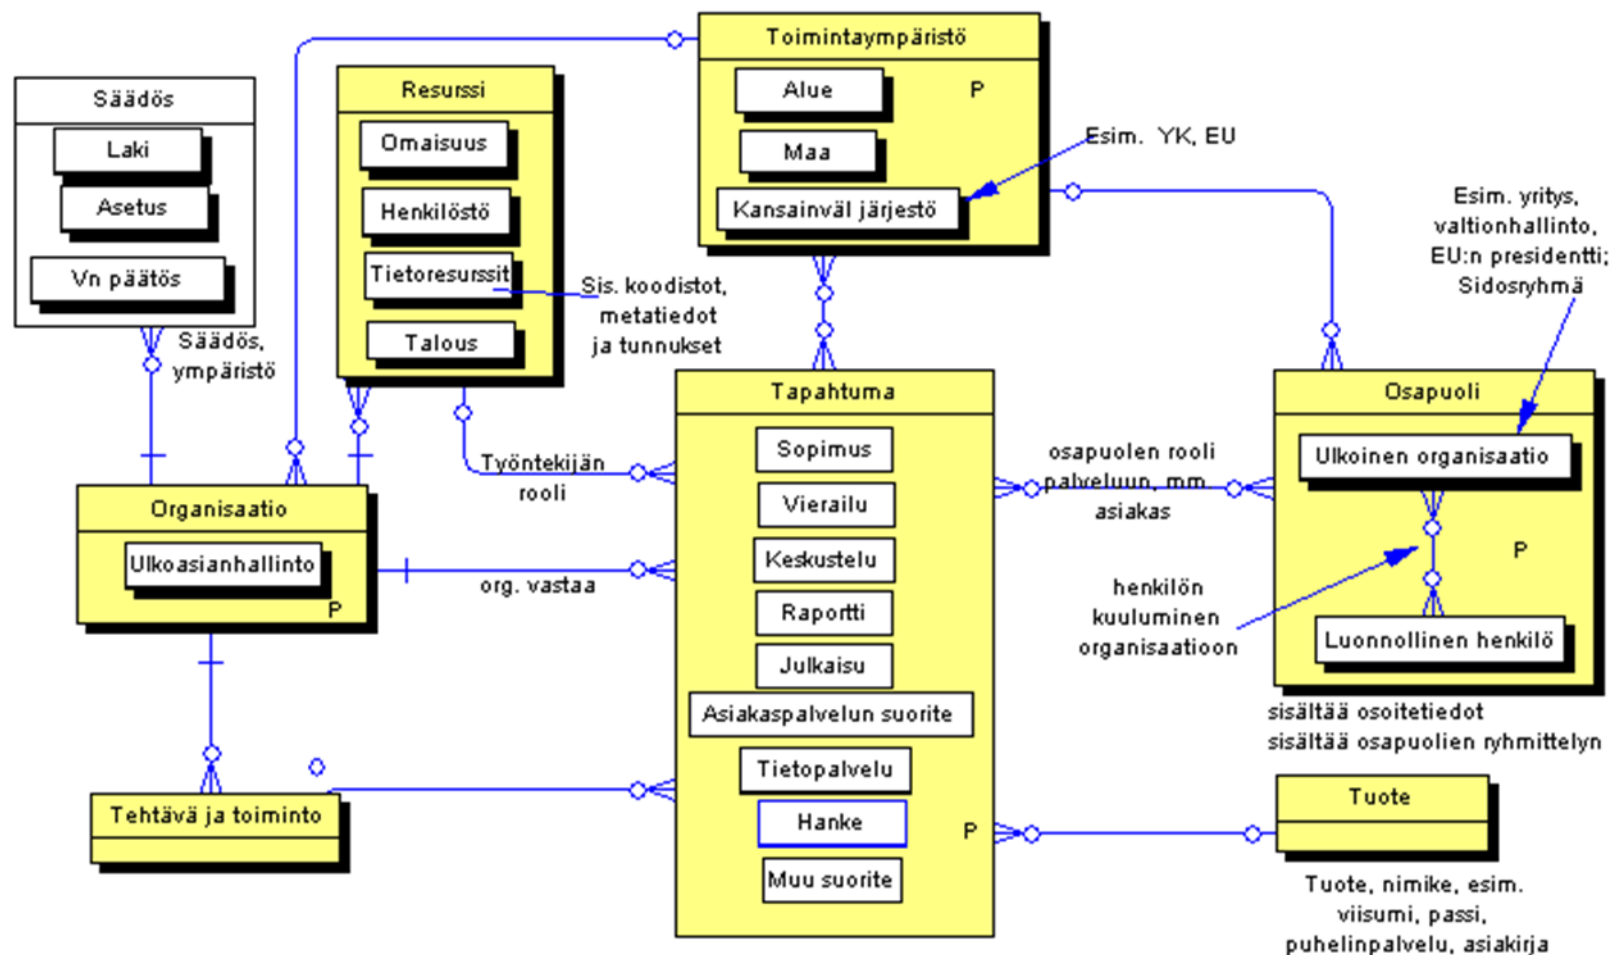 Säädös
Laki
Asetus
Vn päätös
Säädös,
ympäristö
Resurssi
Omaisuus
Henkilöstö
Tietoresurssit
Talous
Sis. koodistot,
metatiedot
ja tunnukset
Toimintaympäristö
Alue
P
Maa
Kansainväl järjestö
Esim. YK, EU
Esim. yritys,
valtionhallinto,
EU:n presidentti;
Sidosryhmä
Organisaatio
Ulkoasianhallinto
P
Työntekijän
rooli
org. vastaa
Tehtävä ja toiminto
Tapahtuma
Sopimus
Vierailu
Keskustelu
Raportti
Julkaisu
Asiakaspalvelun suorite
Tietopalvelu
Hanke
P
Muu suorite
osapuolen rooli
palveluun, mm.
asiakas
Osapuoli
Ulkoinen organisaatio
P
Luonnollinen henkilö
henkilön
kuuluminen
organisaatioon
sisältää osoitetiedot
sisältää osapuolien ryhmittelyn
Tuote
Tuote, nimike, esim.
viisumi, passi,
puhelinpalvelu, asiakirja